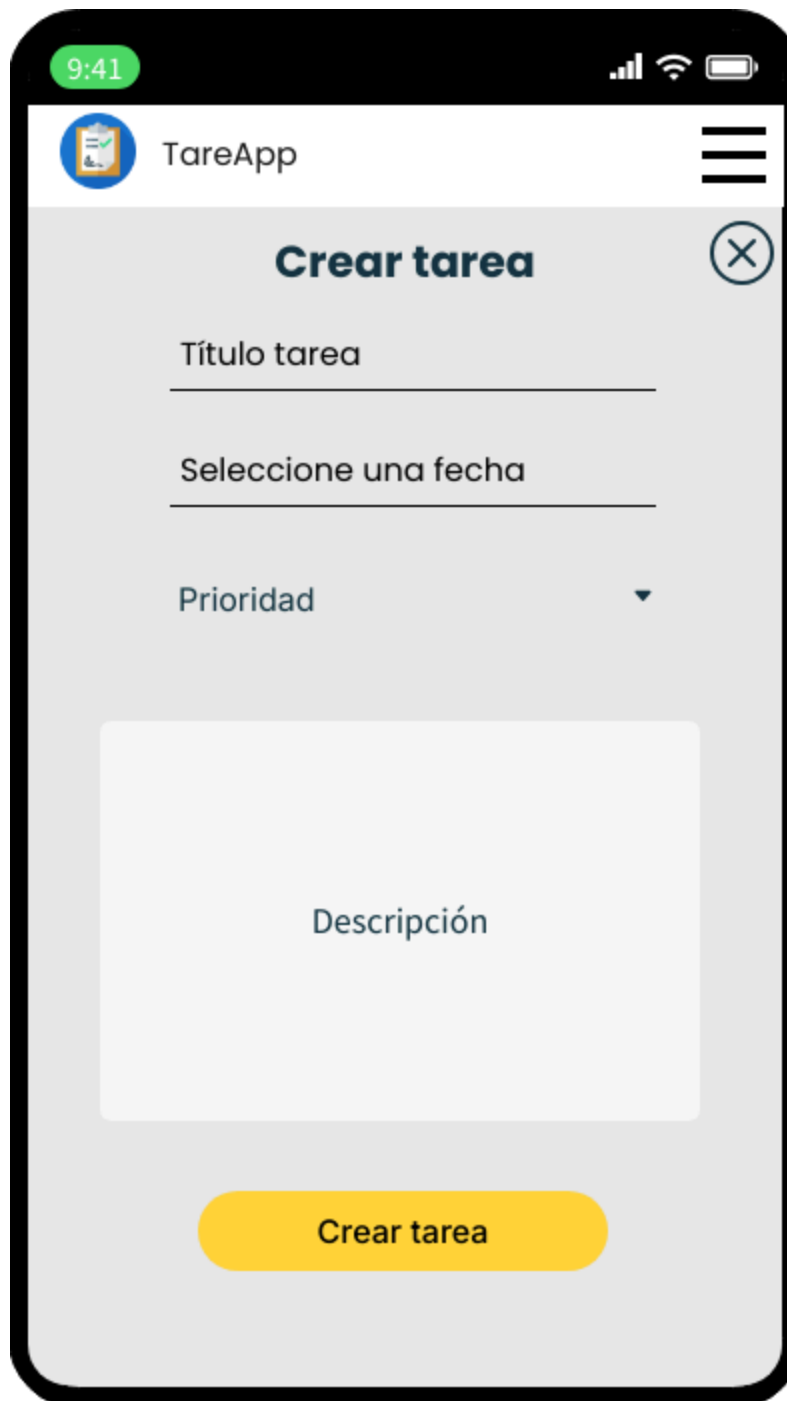 9:41
TareApp
Crear tarea
Título tarea
Seleccione una fecha
Prioridad
Descripción
Crear tarea